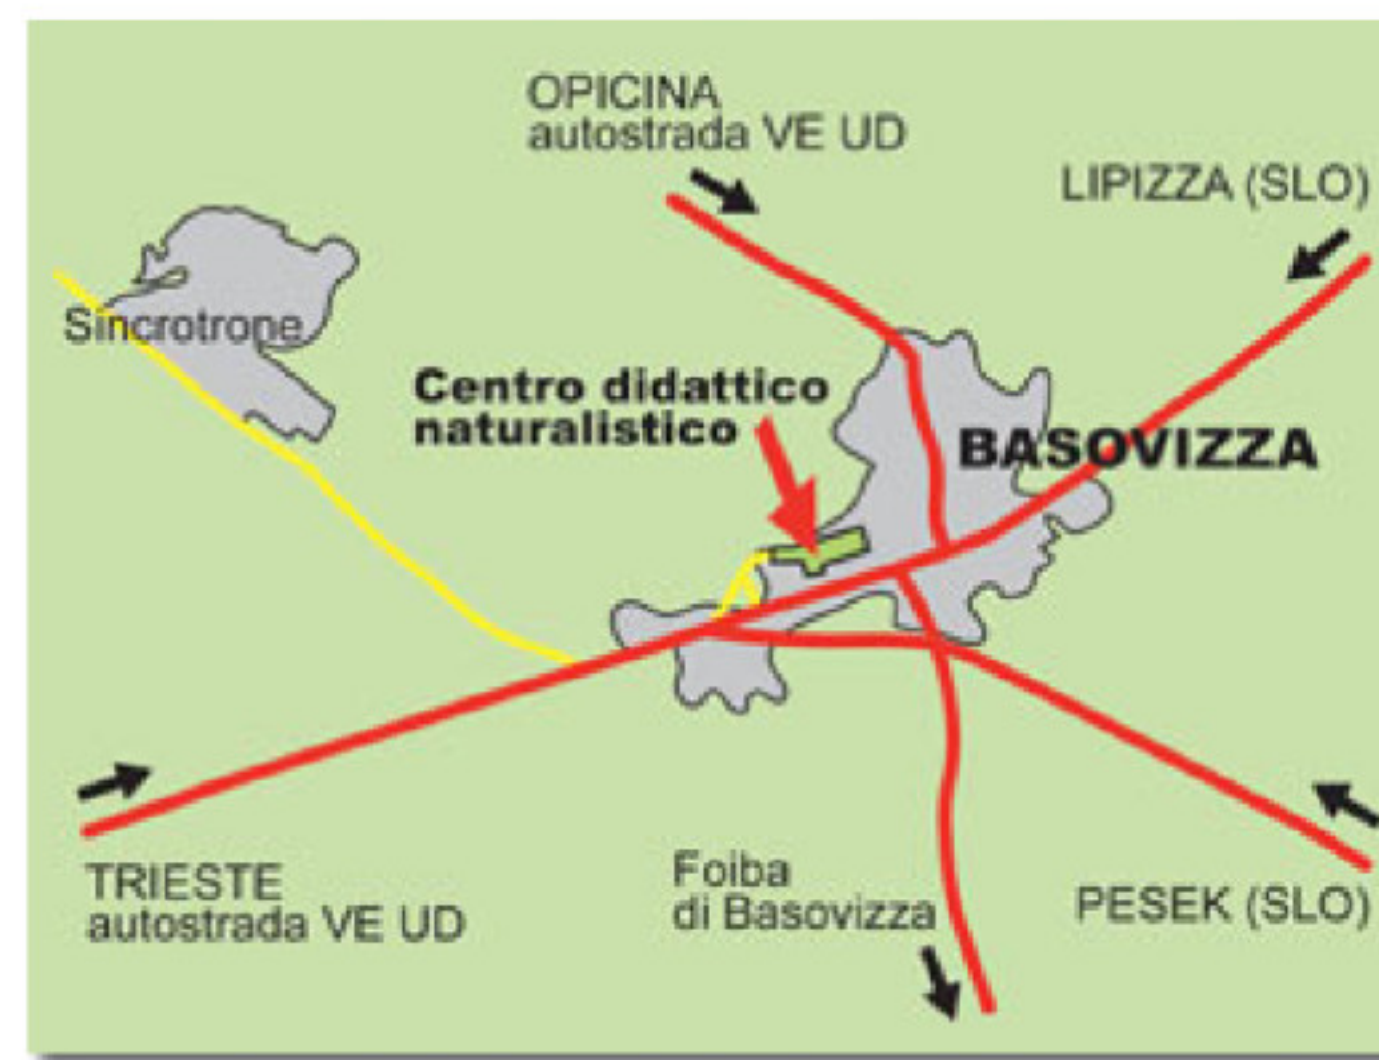 OPICINA
autostrada VE UD
LIPIZZA (SLO)
Sincrotrone
Centro didattico
naturalistico
BASOVIZZA
TRIESTE
autostrada VE UD
Foiba
di Basovizza
PESEK (SLO)